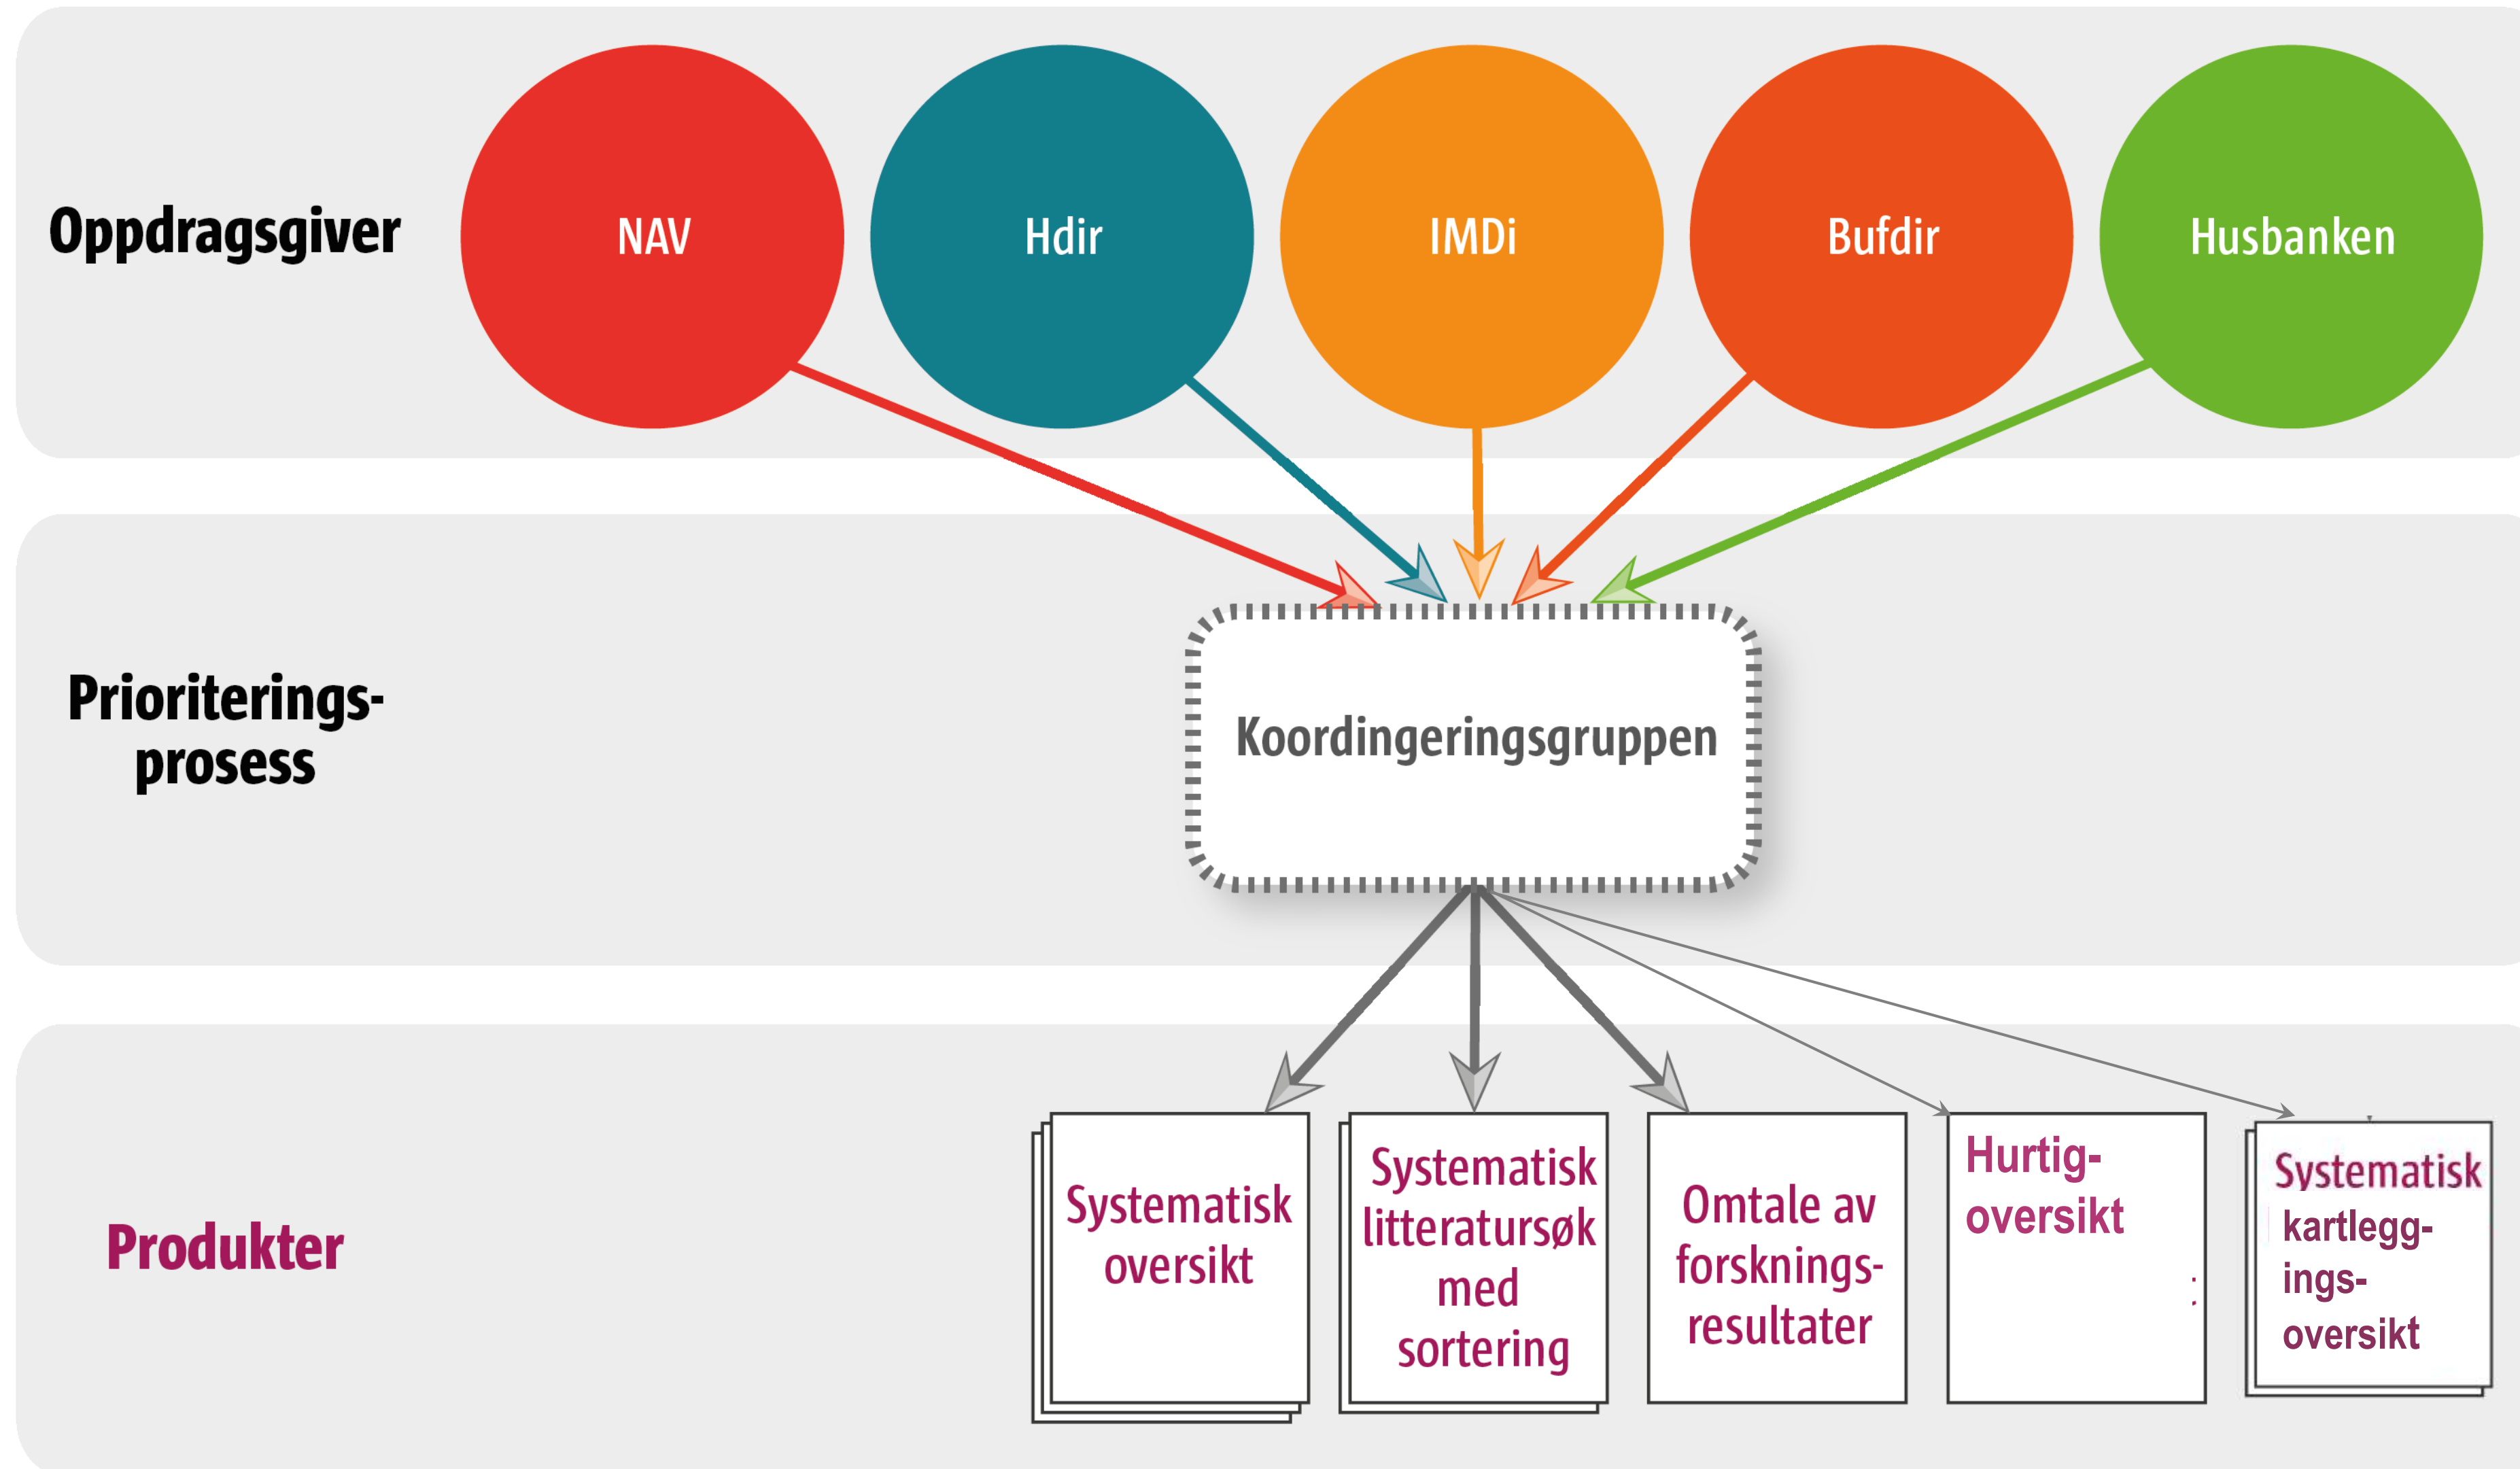 Oppdragsgiver
NAV
Hdir
IMDi
Bufdir
Husbanken
Prioriterings-
prosess
Koordingeringsgruppen
Produkter
Systematisk
oversikt
Systematisk
litteratursøk
med
sortering
Omtale av
forsknings-
resultater
Hurtig-
oversikt
Systematisk
kartlegg-
ings-
oversikt